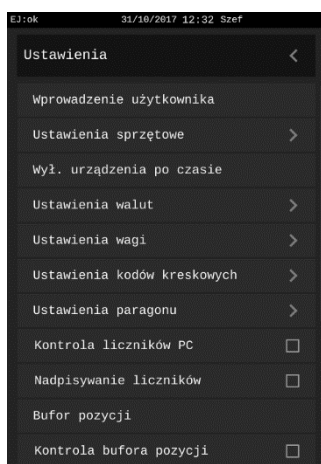 EJ:ok 31/10/2017 12:32 Szef
Ustawienia
Wprowadzenie użytkownika
Ustawienia sprzętowe
Wył. urządzenia po czasie
Ustawienia walut
Ustawienia wagi
Ustawienia kodów kreskowych
Ustawienia paragonu
Kontrola liczników PC
Nadpisywanie liczników
Bufor pozycji
Kontrola bufora pozycji